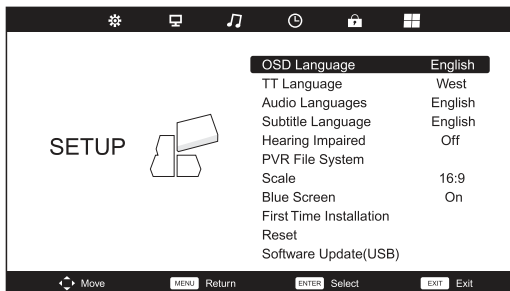 SETUP
OSD Language English
TT Language West
Audio Languages English
Subtitle Language English
Hearing Impaired Off
PVR File System
Scale 16:9
Blue Screen On
First Time Installation
Reset
Software Update(USB)
Move MENU Return ENTER Select EXIT Exit